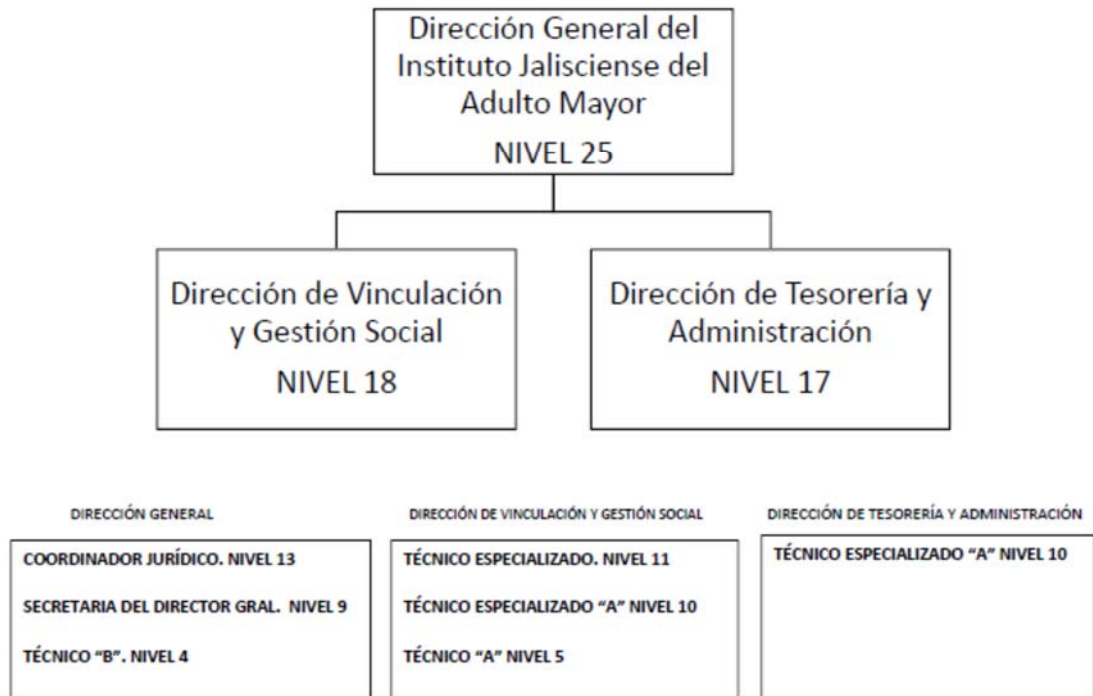 Dirección General del
Instituto Jalisciense del
Adulto Mayor
NIVEL 25
Dirección de Vinculación
y Gestión Social
NIVEL 18
Dirección de Tesorería y
Administración
NIVEL 17
DIRECCIÓN GENERAL
COORDINADOR JURÍDICO. NIVEL 13
SECRETARIA DEL DIRECTOR GRAL. NIVEL 9
TÉCNICO “B”. NIVEL 4
DIRECCIÓN DE VINCULACIÓN Y GESTIÓN SOCIAL
TÉCNICO ESPECIALIZADO. NIVEL 11
TÉCNICO ESPECIALIZADO “A” NIVEL 10
TÉCNICO “A” NIVEL 5
DIRECCIÓN DE TESORERÍA Y ADMINISTRACIÓN
TÉCNICO ESPECIALIZADO “A” NIVEL 10